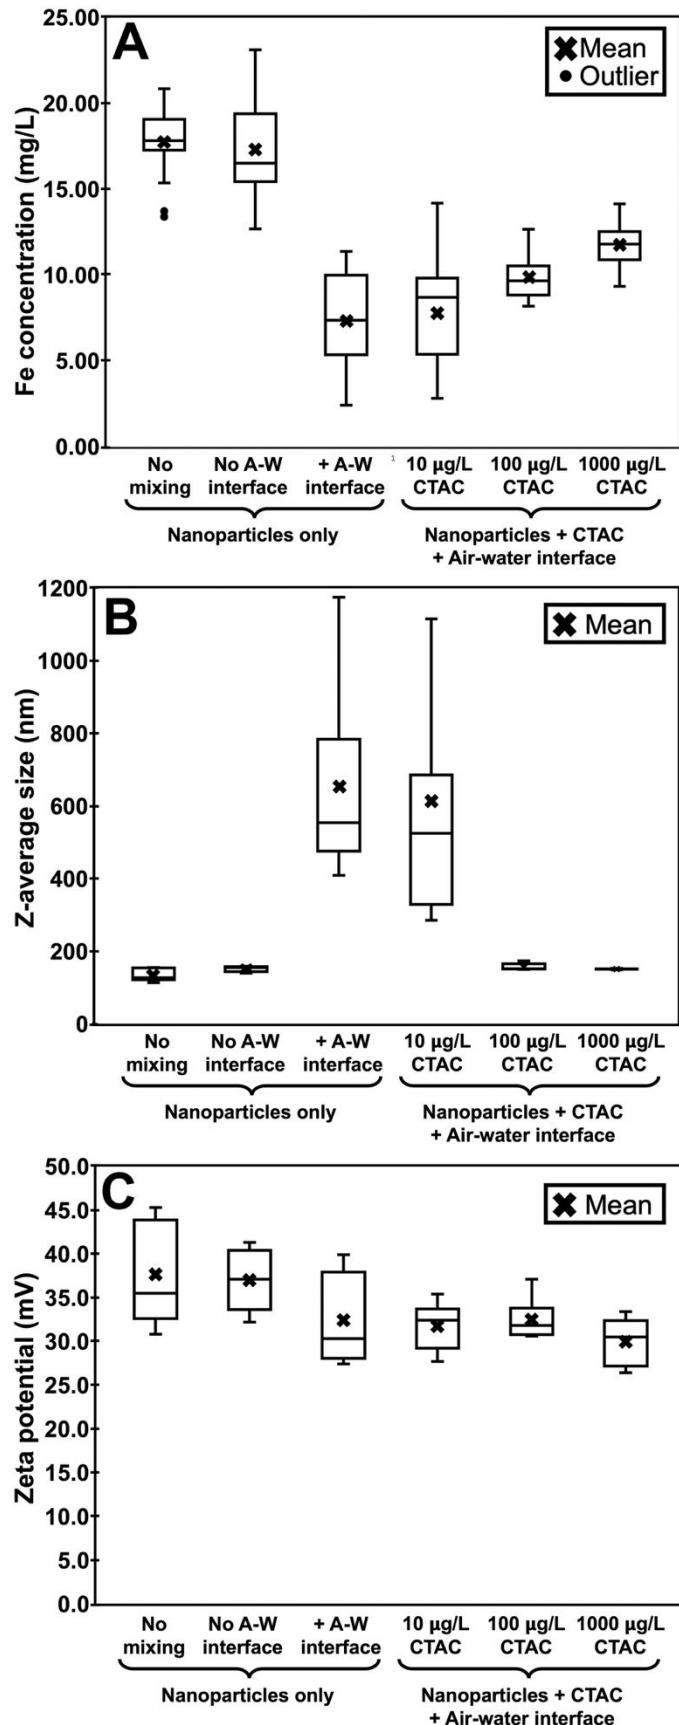 A
Mean
Outlier
Fe concentration (mg/L)
20.00
15.00
10.00
5.00
0.00
No mixing
No A-W interface
+ A-W interface
1
10 µg/L CTAC
100 µg/L CTAC
1000 µg/L CTAC
Nanoparticles only
Nanoparticles + CTAC
+ Air-water interface
B
Mean
Z-average size (nm)
1200
1000
800
600
400
200
0
No mixing
No A-W interface
+ A-W interface
10 µg/L CTAC
100 µg/L CTAC
1000 µg/L CTAC
Nanoparticles only
Nanoparticles + CTAC
+ Air-water interface
C
Mean
Zeta potential (mV)
50.0
45.0
40.0
35.0
30.0
25.0
20.0
15.0
10.0
5.0
0.0
No mixing
No A-W interface
+ A-W interface
10 µg/L CTAC
100 µg/L CTAC
1000 µg/L CTAC
Nanoparticles only
Nanoparticles + CTAC
+ Air-water interface